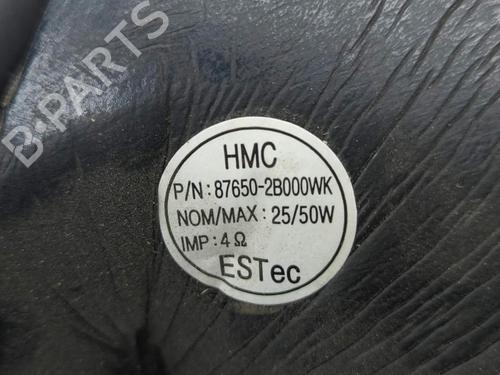 B-PARTS
HMC
P/N: 87650-2B000WK
NOM/MAX : 25/50W
IMP : 4 Ω
ESTec